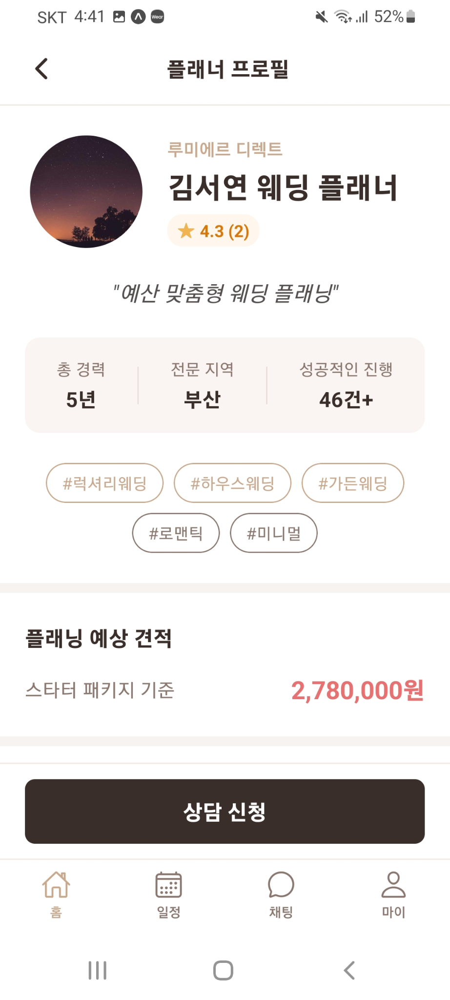 SKT 4:41 Wear 52%
플래너 프로필
루미에르 디렉트
김서연 웨딩 플래너
4.3 (2)
"예산 맞춤형 웨딩 플래닝"
총 경력 전문 지역 성공적인 진행
5년 부산 46건+
#럭셔리웨딩 #하우스웨딩 #가든웨딩
#로맨틱 #미니멀
플래닝 예상 견적
스타터 패키지 기준 2,780,000원
상담 신청
홈 일정 채팅 마이